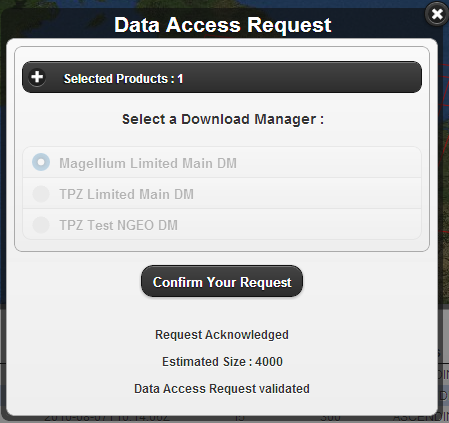 Data Access Request
Selected Products : 1
Select a Download Manager :
Magellium Limited Main DM
TPZ Limited Main DM
TPZ Test NGEO DM
Confirm Your Request
Request Acknowledged
Estimated Size : 4000
Data Access Request validated